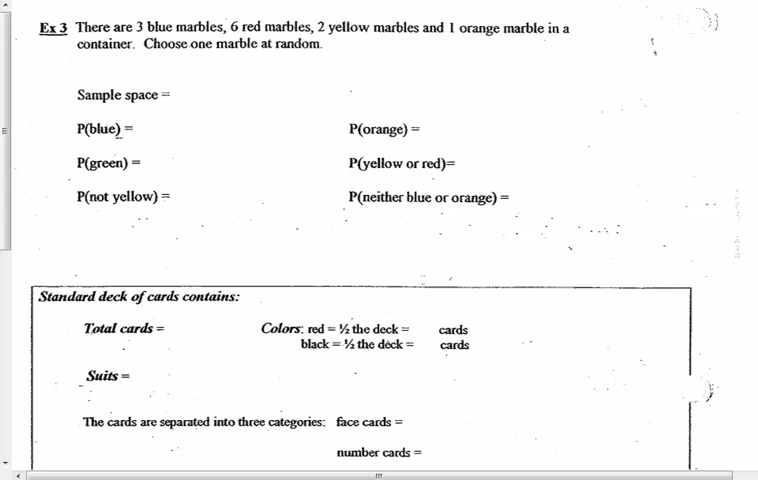 Ex 3 There are 3 blue marbles, 6 red marbles, 2 yellow marbles and 1 orange marble in a
container. Choose one marble at random.
Sample space =
P(blue) = P(orange) =
P(green) = P(yellow or red)=
P(not yellow) = P(neither blue or orange) =
Standard deck of cards contains:
Total cards = Colors: red = ½ the deck = cards
black = ½ the deck = cards
Suits =
The cards are separated into three categories: face cards =
number cards =